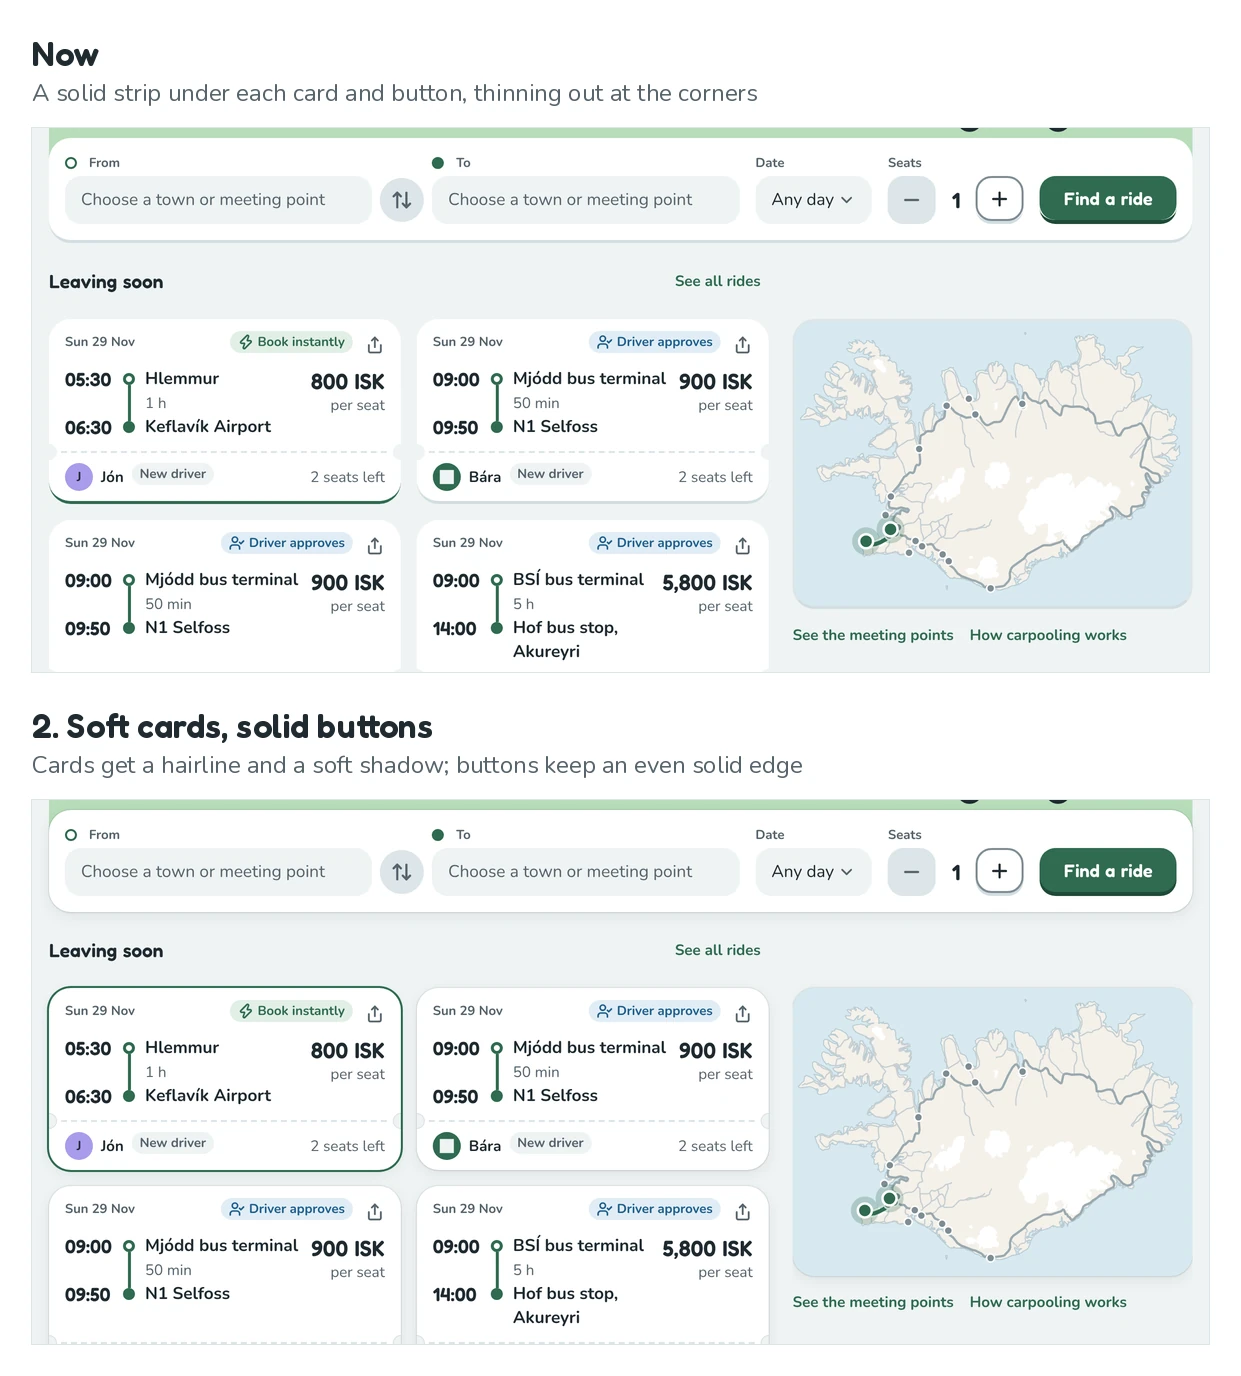 Now
A solid strip under each card and button, thinning out at the corners
From
To
Date
Seats
Choose a town or meeting point
Choose a town or meeting point
Any day
1
Find a ride
Leaving soon
See all rides
Sun 29 Nov
Book instantly
05:30
Hlemmur
800 ISK
1 h
per seat
06:30
Keflavík Airport
J
Jón
New driver
2 seats left
Sun 29 Nov
Driver approves
09:00
Mjódd bus terminal
900 ISK
50 min
per seat
09:50
N1 Selfoss
Bára
New driver
2 seats left
Sun 29 Nov
Driver approves
09:00
Mjódd bus terminal
900 ISK
50 min
per seat
09:50
N1 Selfoss
Sun 29 Nov
Driver approves
09:00
BSÍ bus terminal
5,800 ISK
5 h
per seat
14:00
Hof bus stop,
Akureyri
See the meeting points
How carpooling works
2. Soft cards, solid buttons
Cards get a hairline and a soft shadow; buttons keep an even solid edge
From
To
Date
Seats
Choose a town or meeting point
Choose a town or meeting point
Any day
1
Find a ride
Leaving soon
See all rides
Sun 29 Nov
Book instantly
05:30
Hlemmur
800 ISK
1 h
per seat
06:30
Keflavík Airport
J
Jón
New driver
2 seats left
Sun 29 Nov
Driver approves
09:00
Mjódd bus terminal
900 ISK
50 min
per seat
09:50
N1 Selfoss
Bára
New driver
2 seats left
Sun 29 Nov
Driver approves
09:00
Mjódd bus terminal
900 ISK
50 min
per seat
09:50
N1 Selfoss
Sun 29 Nov
Driver approves
09:00
BSÍ bus terminal
5,800 ISK
5 h
per seat
14:00
Hof bus stop,
Akureyri
See the meeting points
How carpooling works